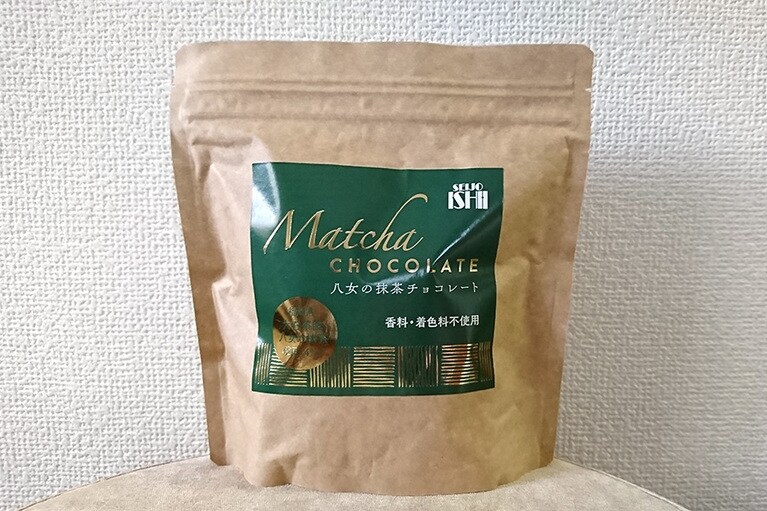 SEIJO
ISHII
Matcha
CHOCOLATE
八女の抹茶チョコレート
香料・着色料不使用